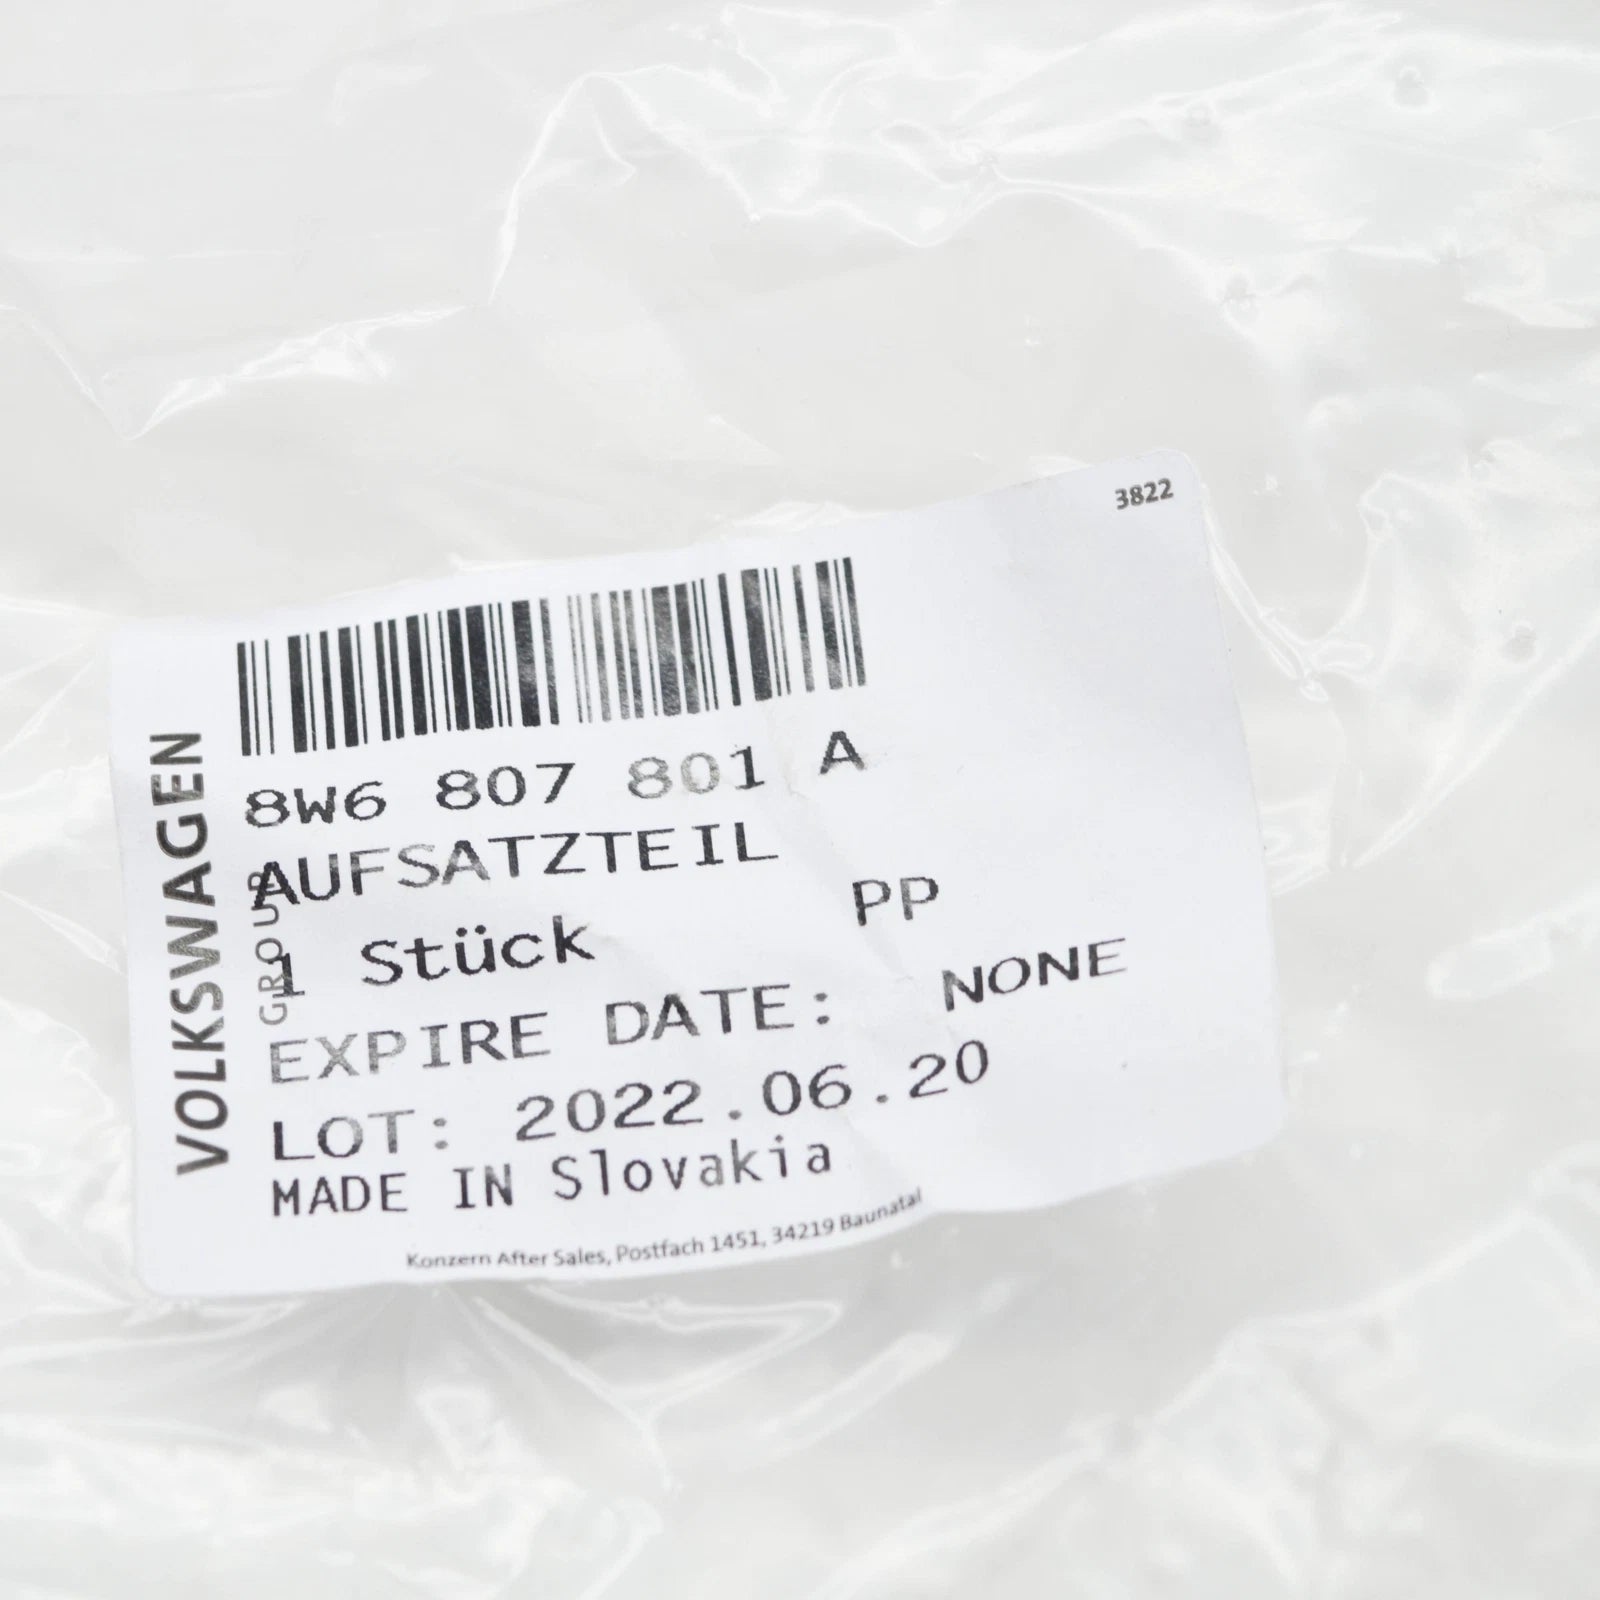 3822
VOLKSWAGEN
GROUP
8W6 807 801 A
AUFSATZTEIL
1 Stück PP
EXPIRE DATE: NONE
LOT: 2022.06.20
MADE IN Slovakia
Konzern After Sales, Postfach 1451, 34219 Baunatal